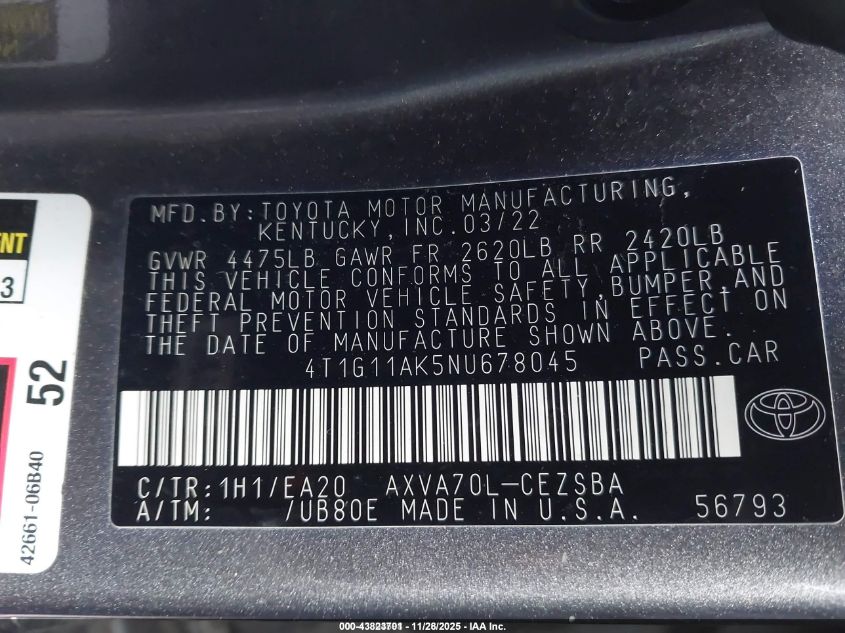 MFD. BY: TOYOTA MOTOR MANUFACTURING,
KENTUCKY, INC. 03/22
GVWR 4475LB GAWR FR 2620LB RR 2420LB
THIS VEHICLE CONFORMS TO ALL APPLICABLE
FEDERAL MOTOR VEHICLE SAFETY, BUMPER, AND
THEFT PREVENTION STANDARDS IN EFFECT ON
THE DATE OF MANUFACTURE SHOWN ABOVE.
4T1G11AK5NU678045 PASS. CAR
C/TR: 1H1/EA20 AXVA70L-CEZSBA
A/TM: /UB80E MADE IN U.S.A. 56793
ENT
3
52
42661-06B40
000-43823701 - 11/26/2025 - IAA Inc.